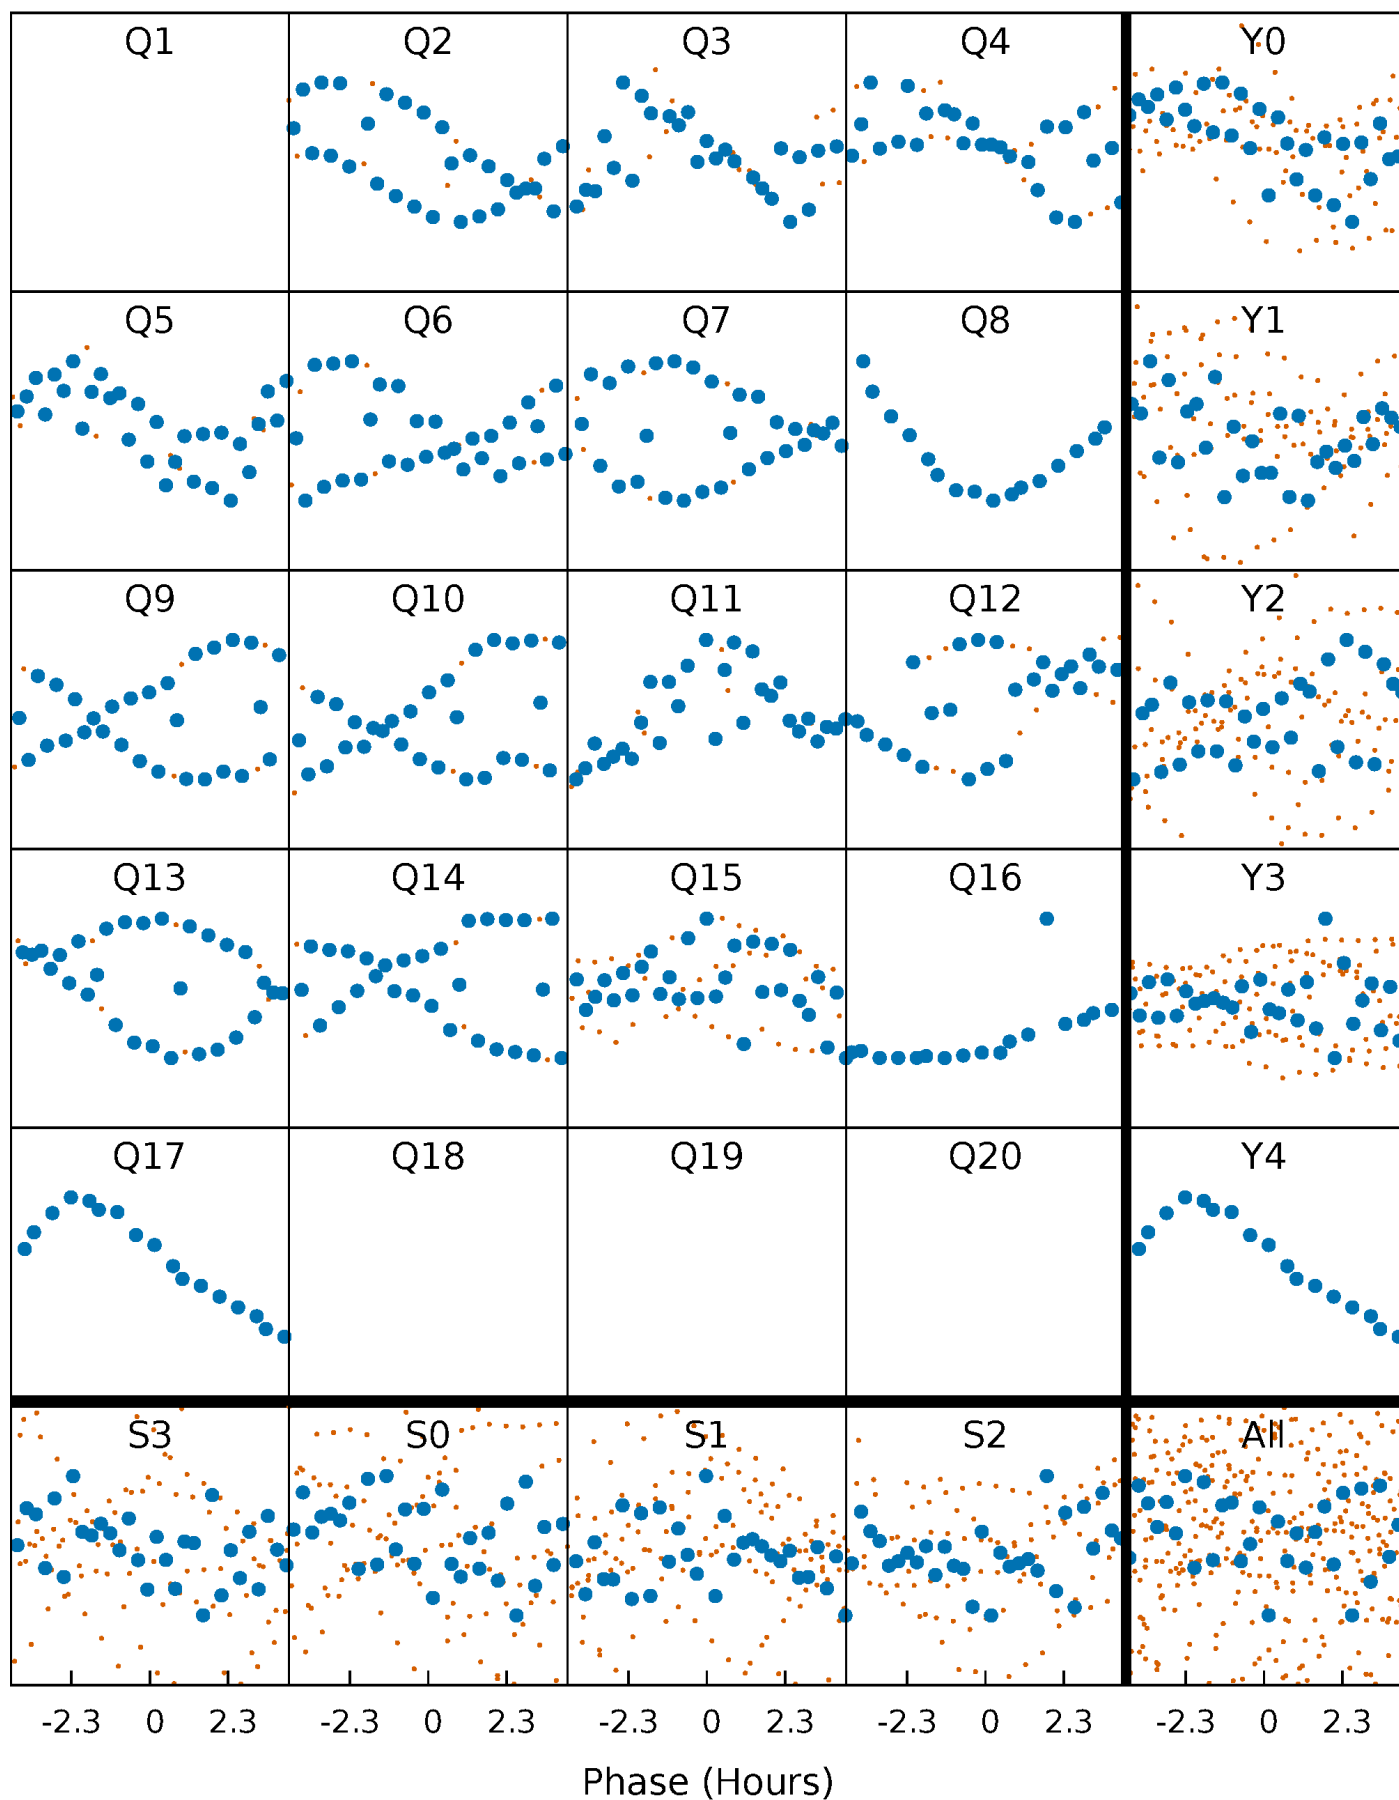 Q1 Q2 Q3 Q4 Y0
Q5 Q6 Q7 Q8 Y1
Q9 Q10 Q11 Q12 Y2
Q13 Q14 Q15 Q16 Y3
Q17 Q18 Q19 Q20 Y4
S3 S0 S1 S2 All
-2.3 0 2.3 -2.3 0 2.3 -2.3 0 2.3 -2.3 0 2.3 -2.3 0 2.3
Phase (Hours)